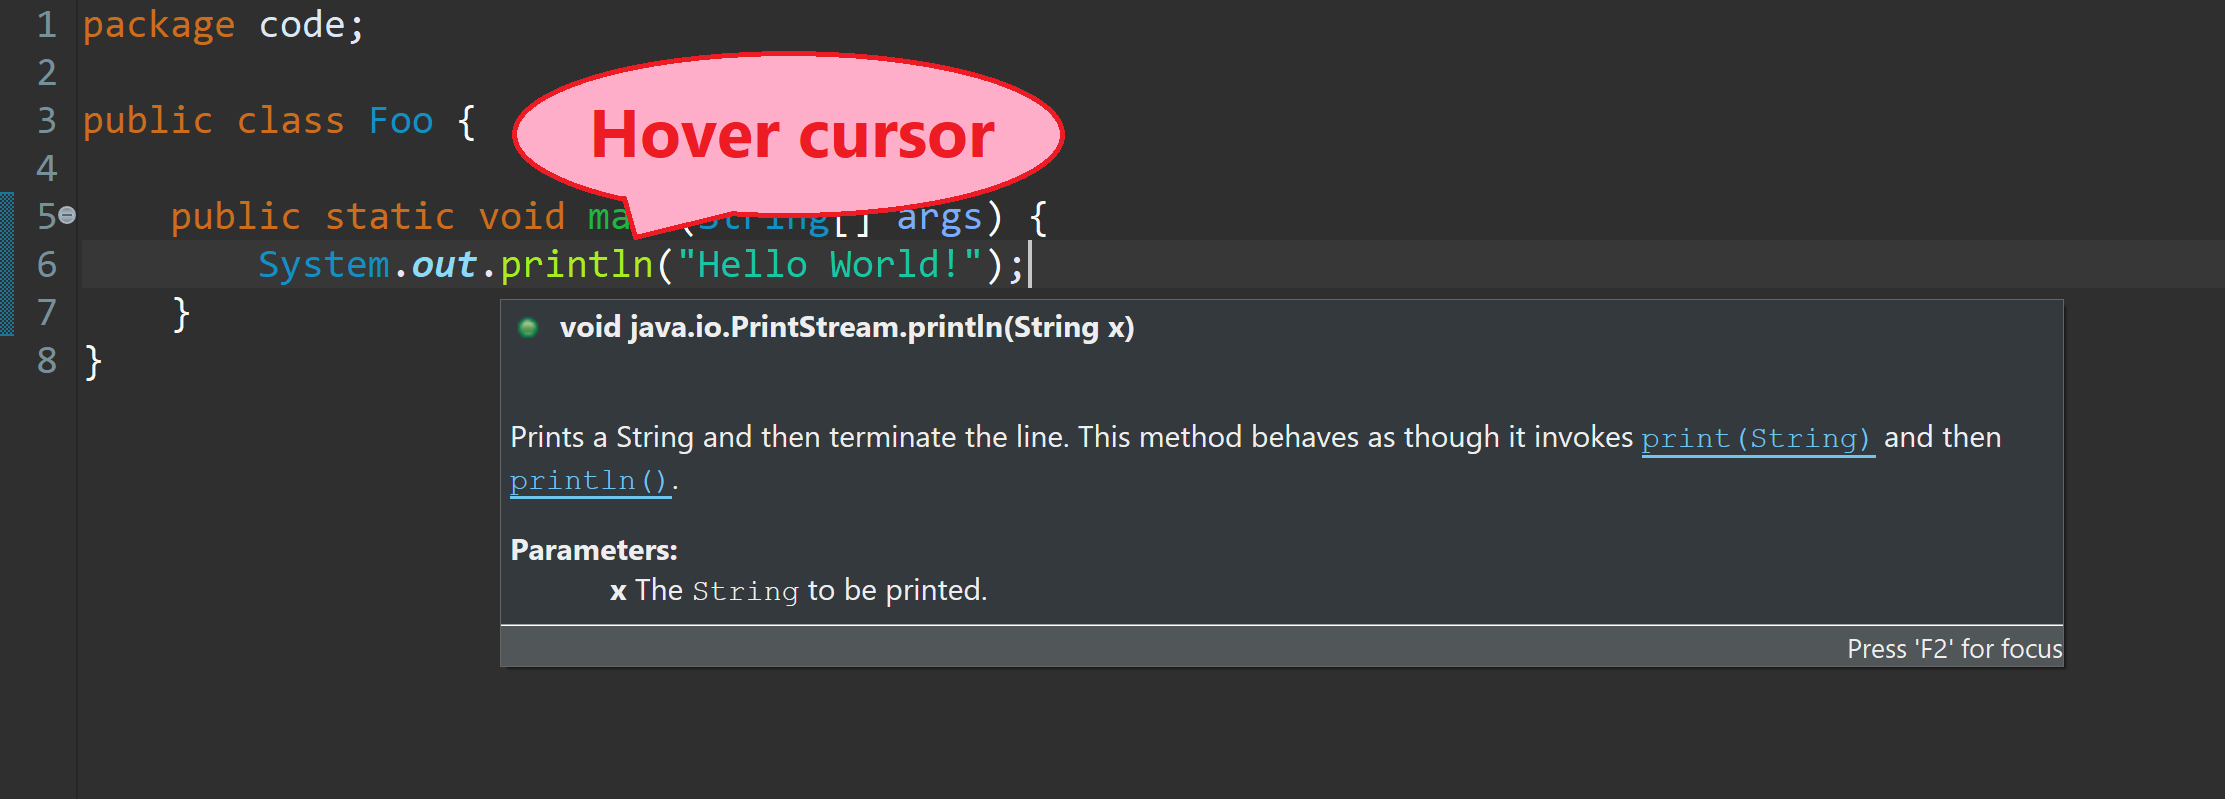 1 package code;
2
3 public class Foo {
Hover cursor
4
5 public static void ma (String[] args) {
6 System.out.println("Hello World!");
7 }
8 }
void java.io.PrintStream.println(String x)
Prints a String and then terminate the line. This method behaves as though it invokes print(String) and then
println().
Parameters:
x The String to be printed.
Press 'F2' for focus